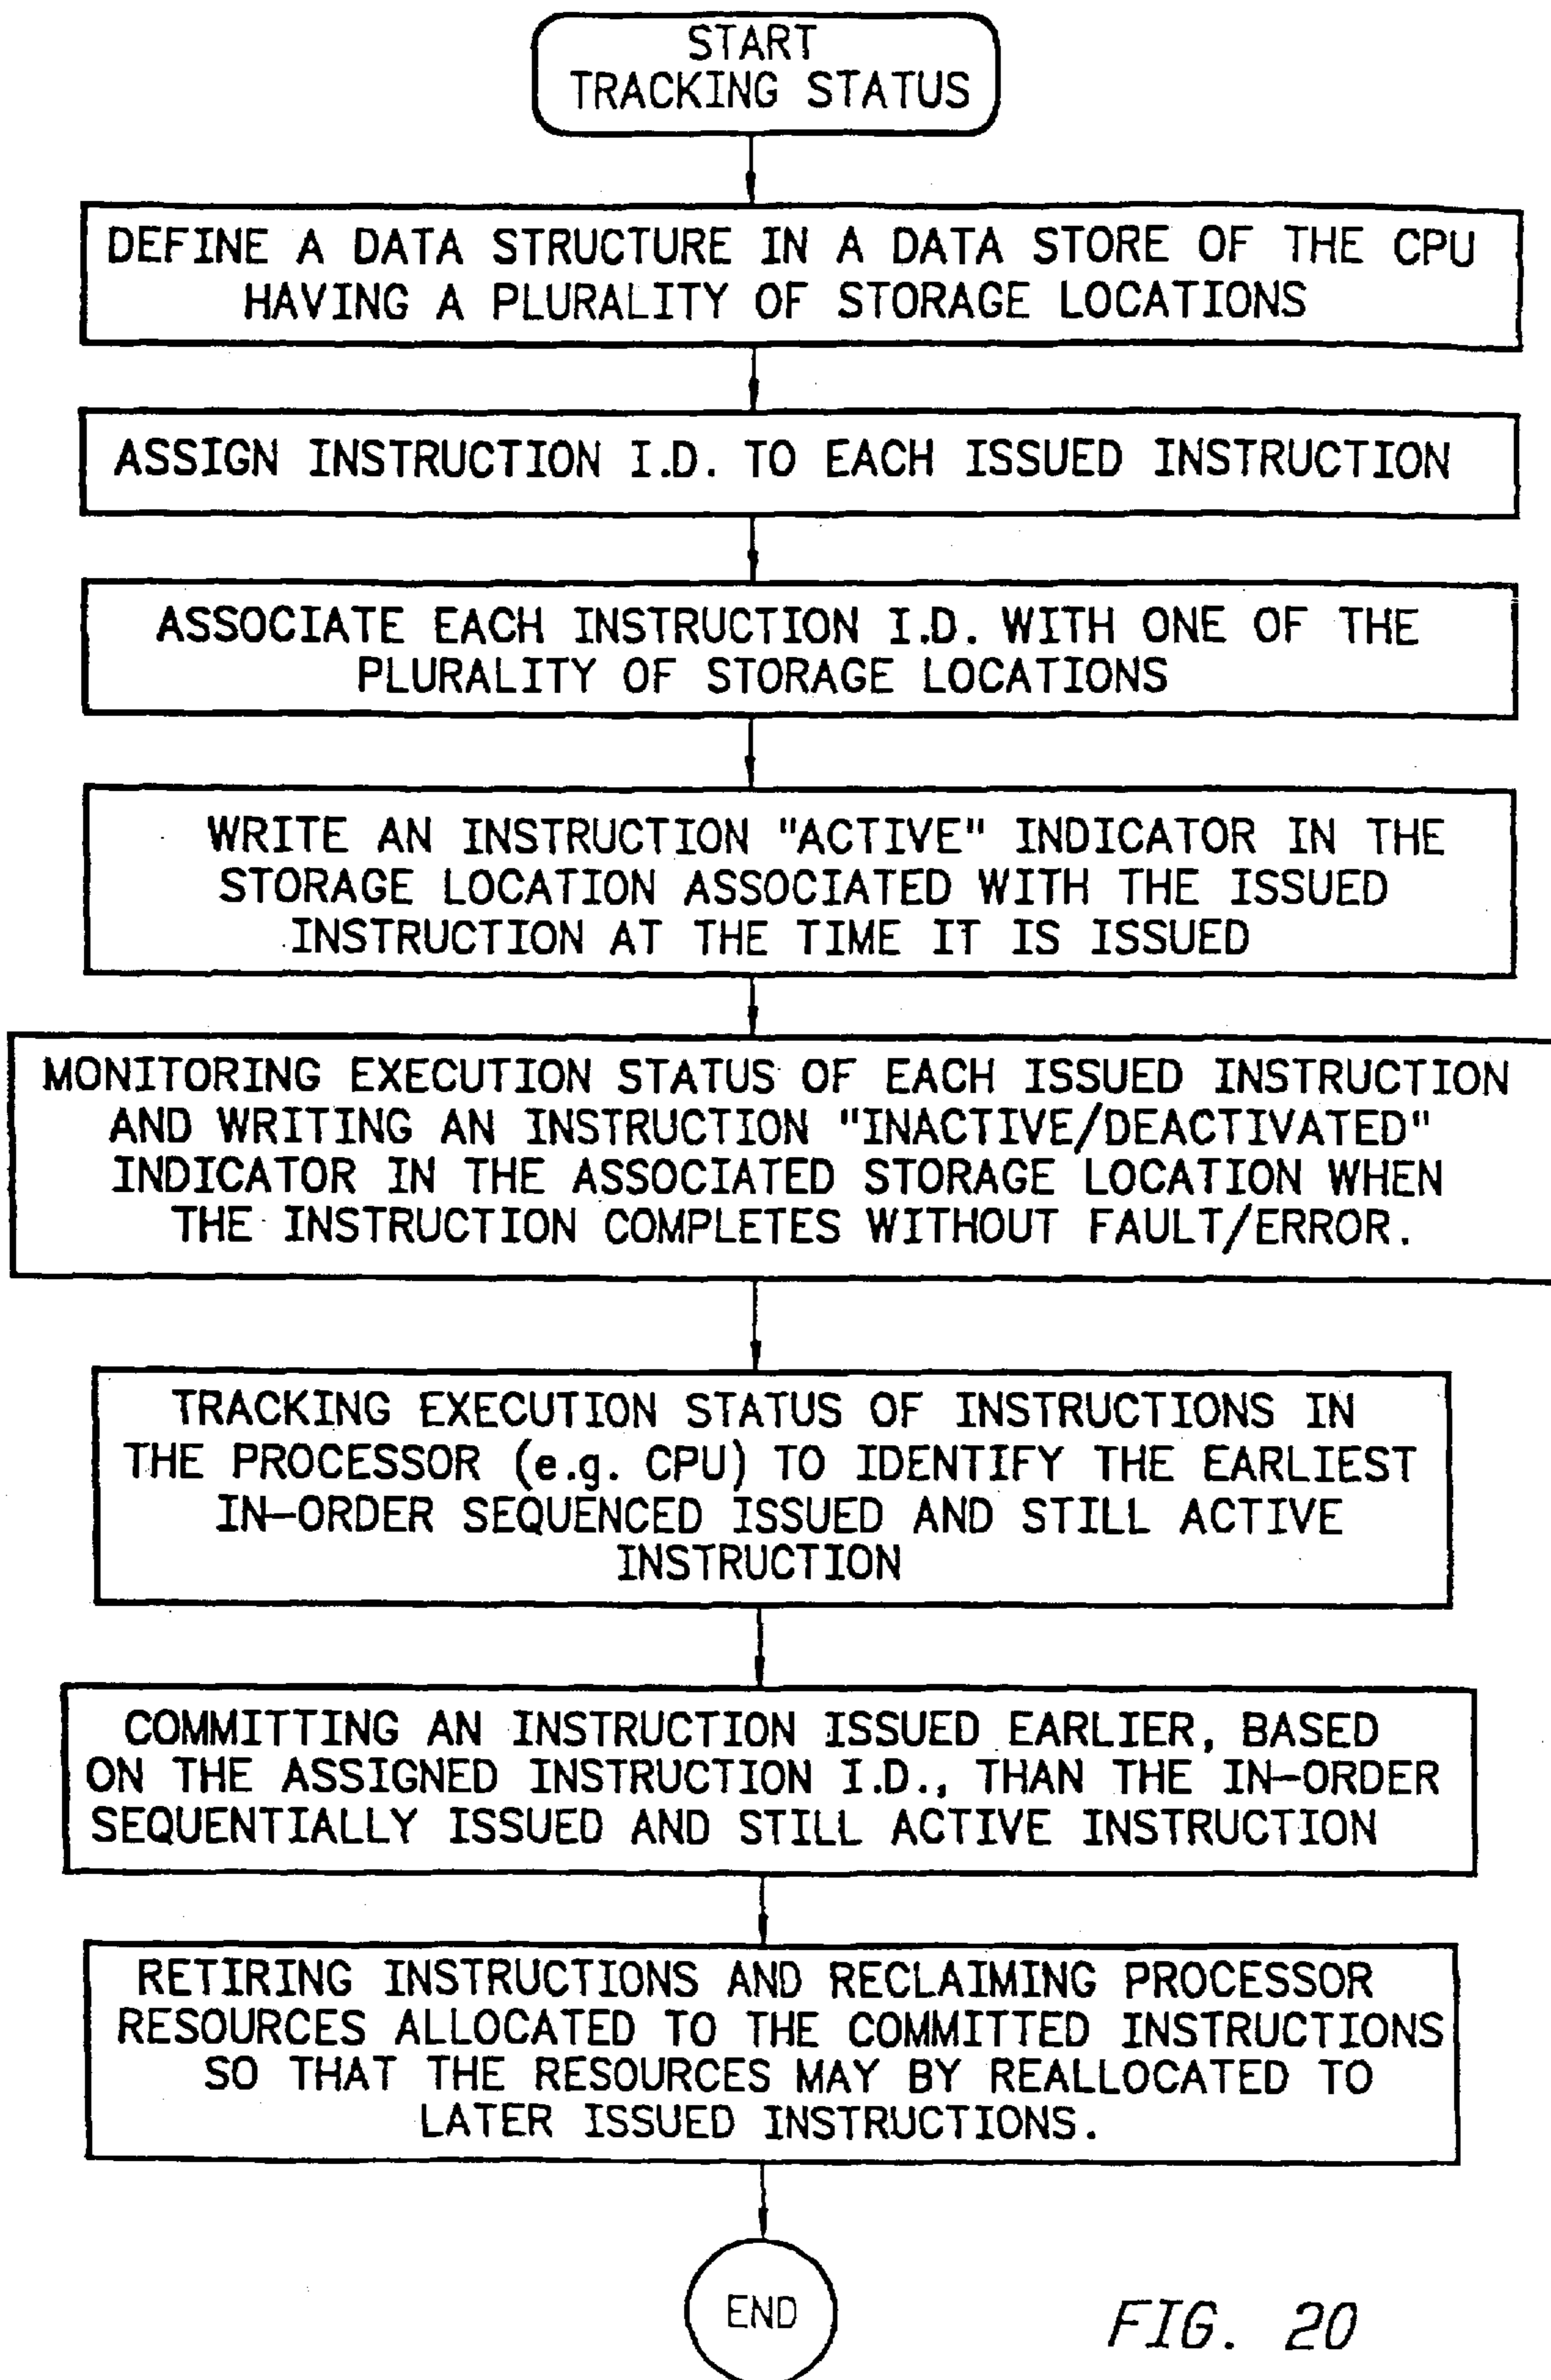 START
TRACKING STATUS
DEFINE A DATA STRUCTURE IN A DATA STORE OF THE CPU
HAVING A PLURALITY OF STORAGE LOCATIONS
ASSIGN INSTRUCTION I.D. TO EACH ISSUED INSTRUCTION
ASSOCIATE EACH INSTRUCTION I.D. WITH ONE OF THE
PLURALITY OF STORAGE LOCATIONS
WRITE AN INSTRUCTION "ACTIVE" INDICATOR IN THE
STORAGE LOCATION ASSOCIATED WITH THE ISSUED
INSTRUCTION AT THE TIME IT IS ISSUED
MONITORING EXECUTION STATUS OF EACH ISSUED INSTRUCTION
AND WRITING AN INSTRUCTION "INACTIVE/DEACTIVATED"
INDICATOR IN THE ASSOCIATED STORAGE LOCATION WHEN
THE INSTRUCTION COMPLETES WITHOUT FAULT/ERROR.
TRACKING EXECUTION STATUS OF INSTRUCTIONS IN
THE PROCESSOR (e.g. CPU) TO IDENTIFY THE EARLIEST
IN-ORDER SEQUENCED ISSUED AND STILL ACTIVE
INSTRUCTION
COMMITTING AN INSTRUCTION ISSUED EARLIER, BASED
ON THE ASSIGNED INSTRUCTION I.D., THAN THE IN-ORDER
SEQUENTIALLY ISSUED AND STILL ACTIVE INSTRUCTION
RETIRING INSTRUCTIONS AND RECLAIMING PROCESSOR
RESOURCES ALLOCATED TO THE COMMITTED INSTRUCTIONS
SO THAT THE RESOURCES MAY BY REALLOCATED TO
LATER ISSUED INSTRUCTIONS.
END
FIG. 20